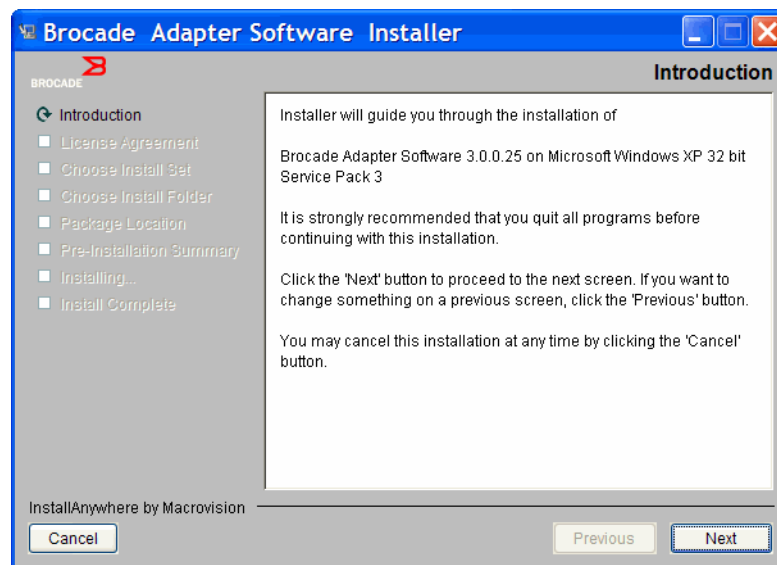 Brocade Adapter Software Installer
BROCADE
Introduction
Introduction
License Agreement
Choose Install Set
Choose Install Folder
Package Location
Pre-Installation Summary
Installing...
Install Complete
Installer will guide you through the installation of
Brocade Adapter Software 3.0.0.25 on Microsoft Windows XP 32 bit
Service Pack 3
It is strongly recommended that you quit all programs before
continuing with this installation.
Click the 'Next' button to proceed to the next screen. If you want to
change something on a previous screen, click the 'Previous' button.
You may cancel this installation at any time by clicking the 'Cancel'
button.
InstallAnywhere by Macrovision
Cancel
Previous
Next